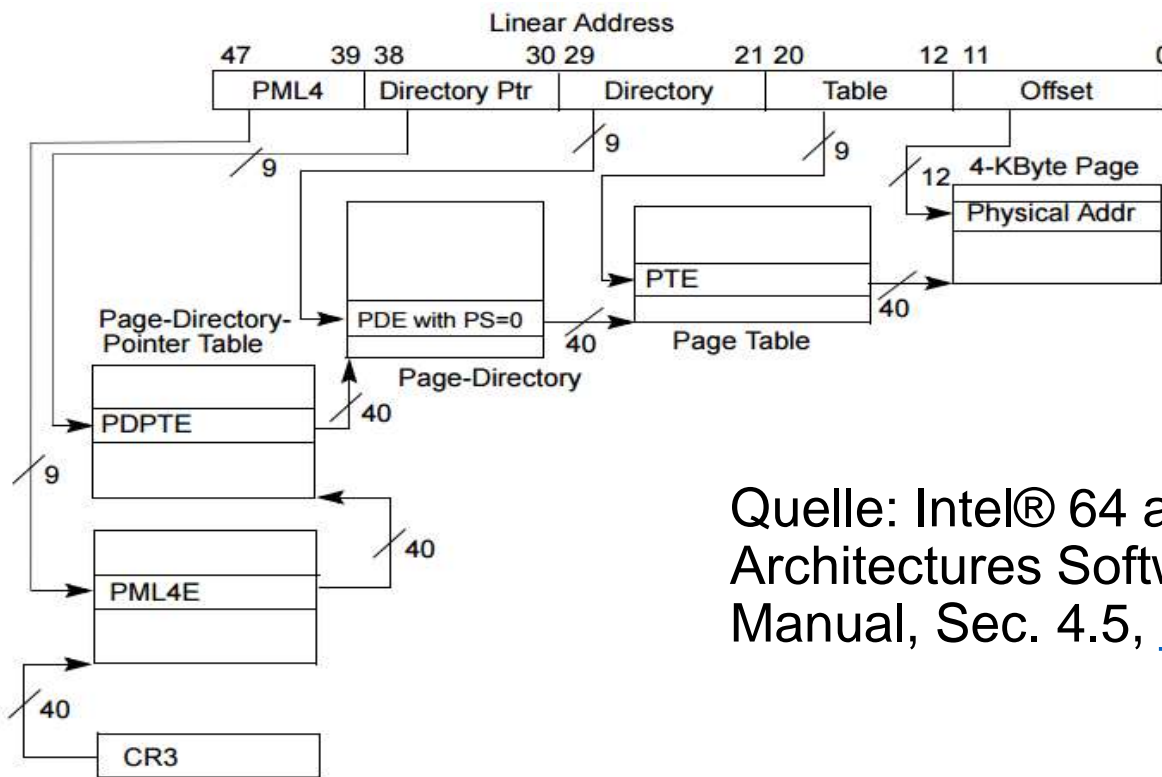 Linear Address
47 39 38 30 29 21 20 12 11 0
PML4 Directory Ptr Directory Table Offset
9 9 9 12 4-KByte Page
Physical Addr
PTE
40
PDE with PS=0
40
Page Table
Page-Directory-
Pointer Table
Page-Directory
40
PDPTE
9
40
PML4E
40
CR3
Quelle: Intel® 64 a
Architectures Softw
Manual, Sec. 4.5,